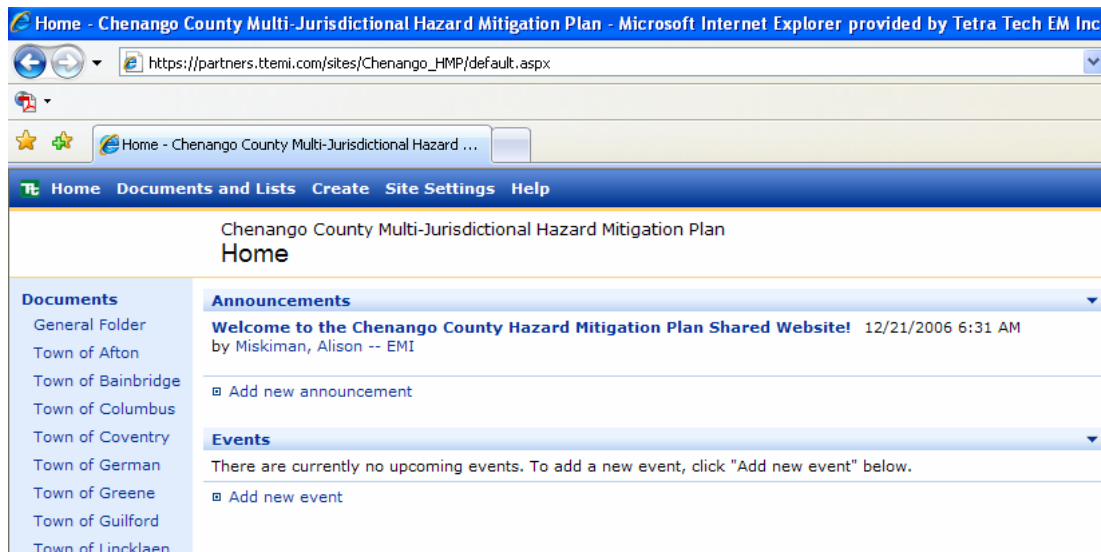 Home - Chenango County Multi-Jurisdictional Hazard Mitigation Plan - Microsoft Internet Explorer provided by Tetra Tech EM Inc
https://partners.ttemi.com/sites/Chenango_HMP/default.aspx
Home - Chenango County Multi-Jurisdictional Hazard ...
Tt Home Documents and Lists Create Site Settings Help
Chenango County Multi-Jurisdictional Hazard Mitigation Plan
Home
Documents
General Folder
Town of Afton
Town of Bainbridge
Town of Columbus
Town of Coventry
Town of German
Town of Greene
Town of Guilford
Town of Lincklaen
Announcements
Welcome to the Chenango County Hazard Mitigation Plan Shared Website! 12/21/2006 6:31 AM
by Miskiman, Alison -- EMI
Add new announcement
Events
There are currently no upcoming events. To add a new event, click "Add new event" below.
Add new event